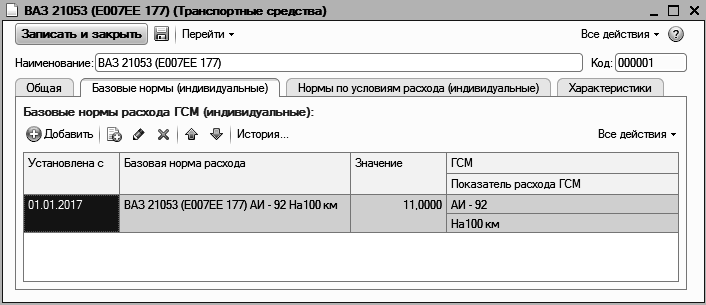 ВАЗ 21053 (Е007ЕЕ 177) (Транспортные средства)
Записать и закрыть Перейти Все действия ?
Наименование: ВАЗ 21053 (Е007ЕЕ 177) Код: 000001
Общая Базовые нормы (индивидуальные) Нормы по условиям расхода (индивидуальные) Характеристики
Базовые нормы расхода ГСМ (индивидуальные):
Добавить История... Все действия
Установлена с Базовая норма расхода Значение ГСМ
Показатель расхода ГСМ
01.01.2017 ВАЗ 21053 (Е007ЕЕ 177) АИ - 92 На100 км 11,0000 АИ - 92
На100 км